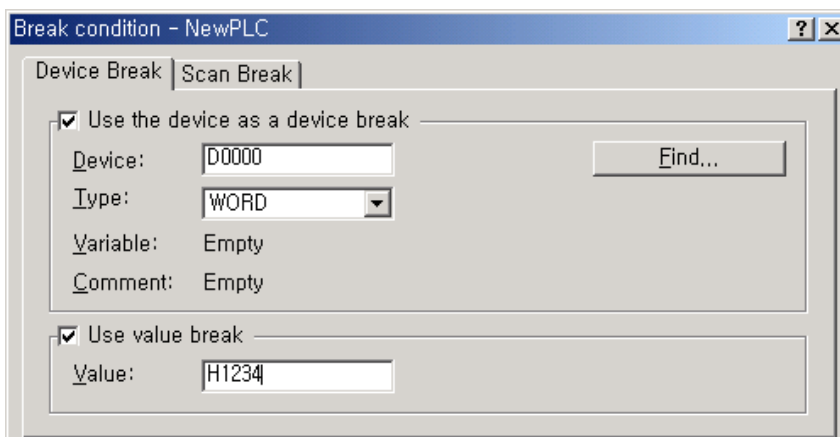 Break condition - NewPLC
Device Break Scan Break
Use the device as a device break
Device: D0000 Find...
Type: WORD
Variable: Empty
Comment: Empty
Use value break
Value: H1234